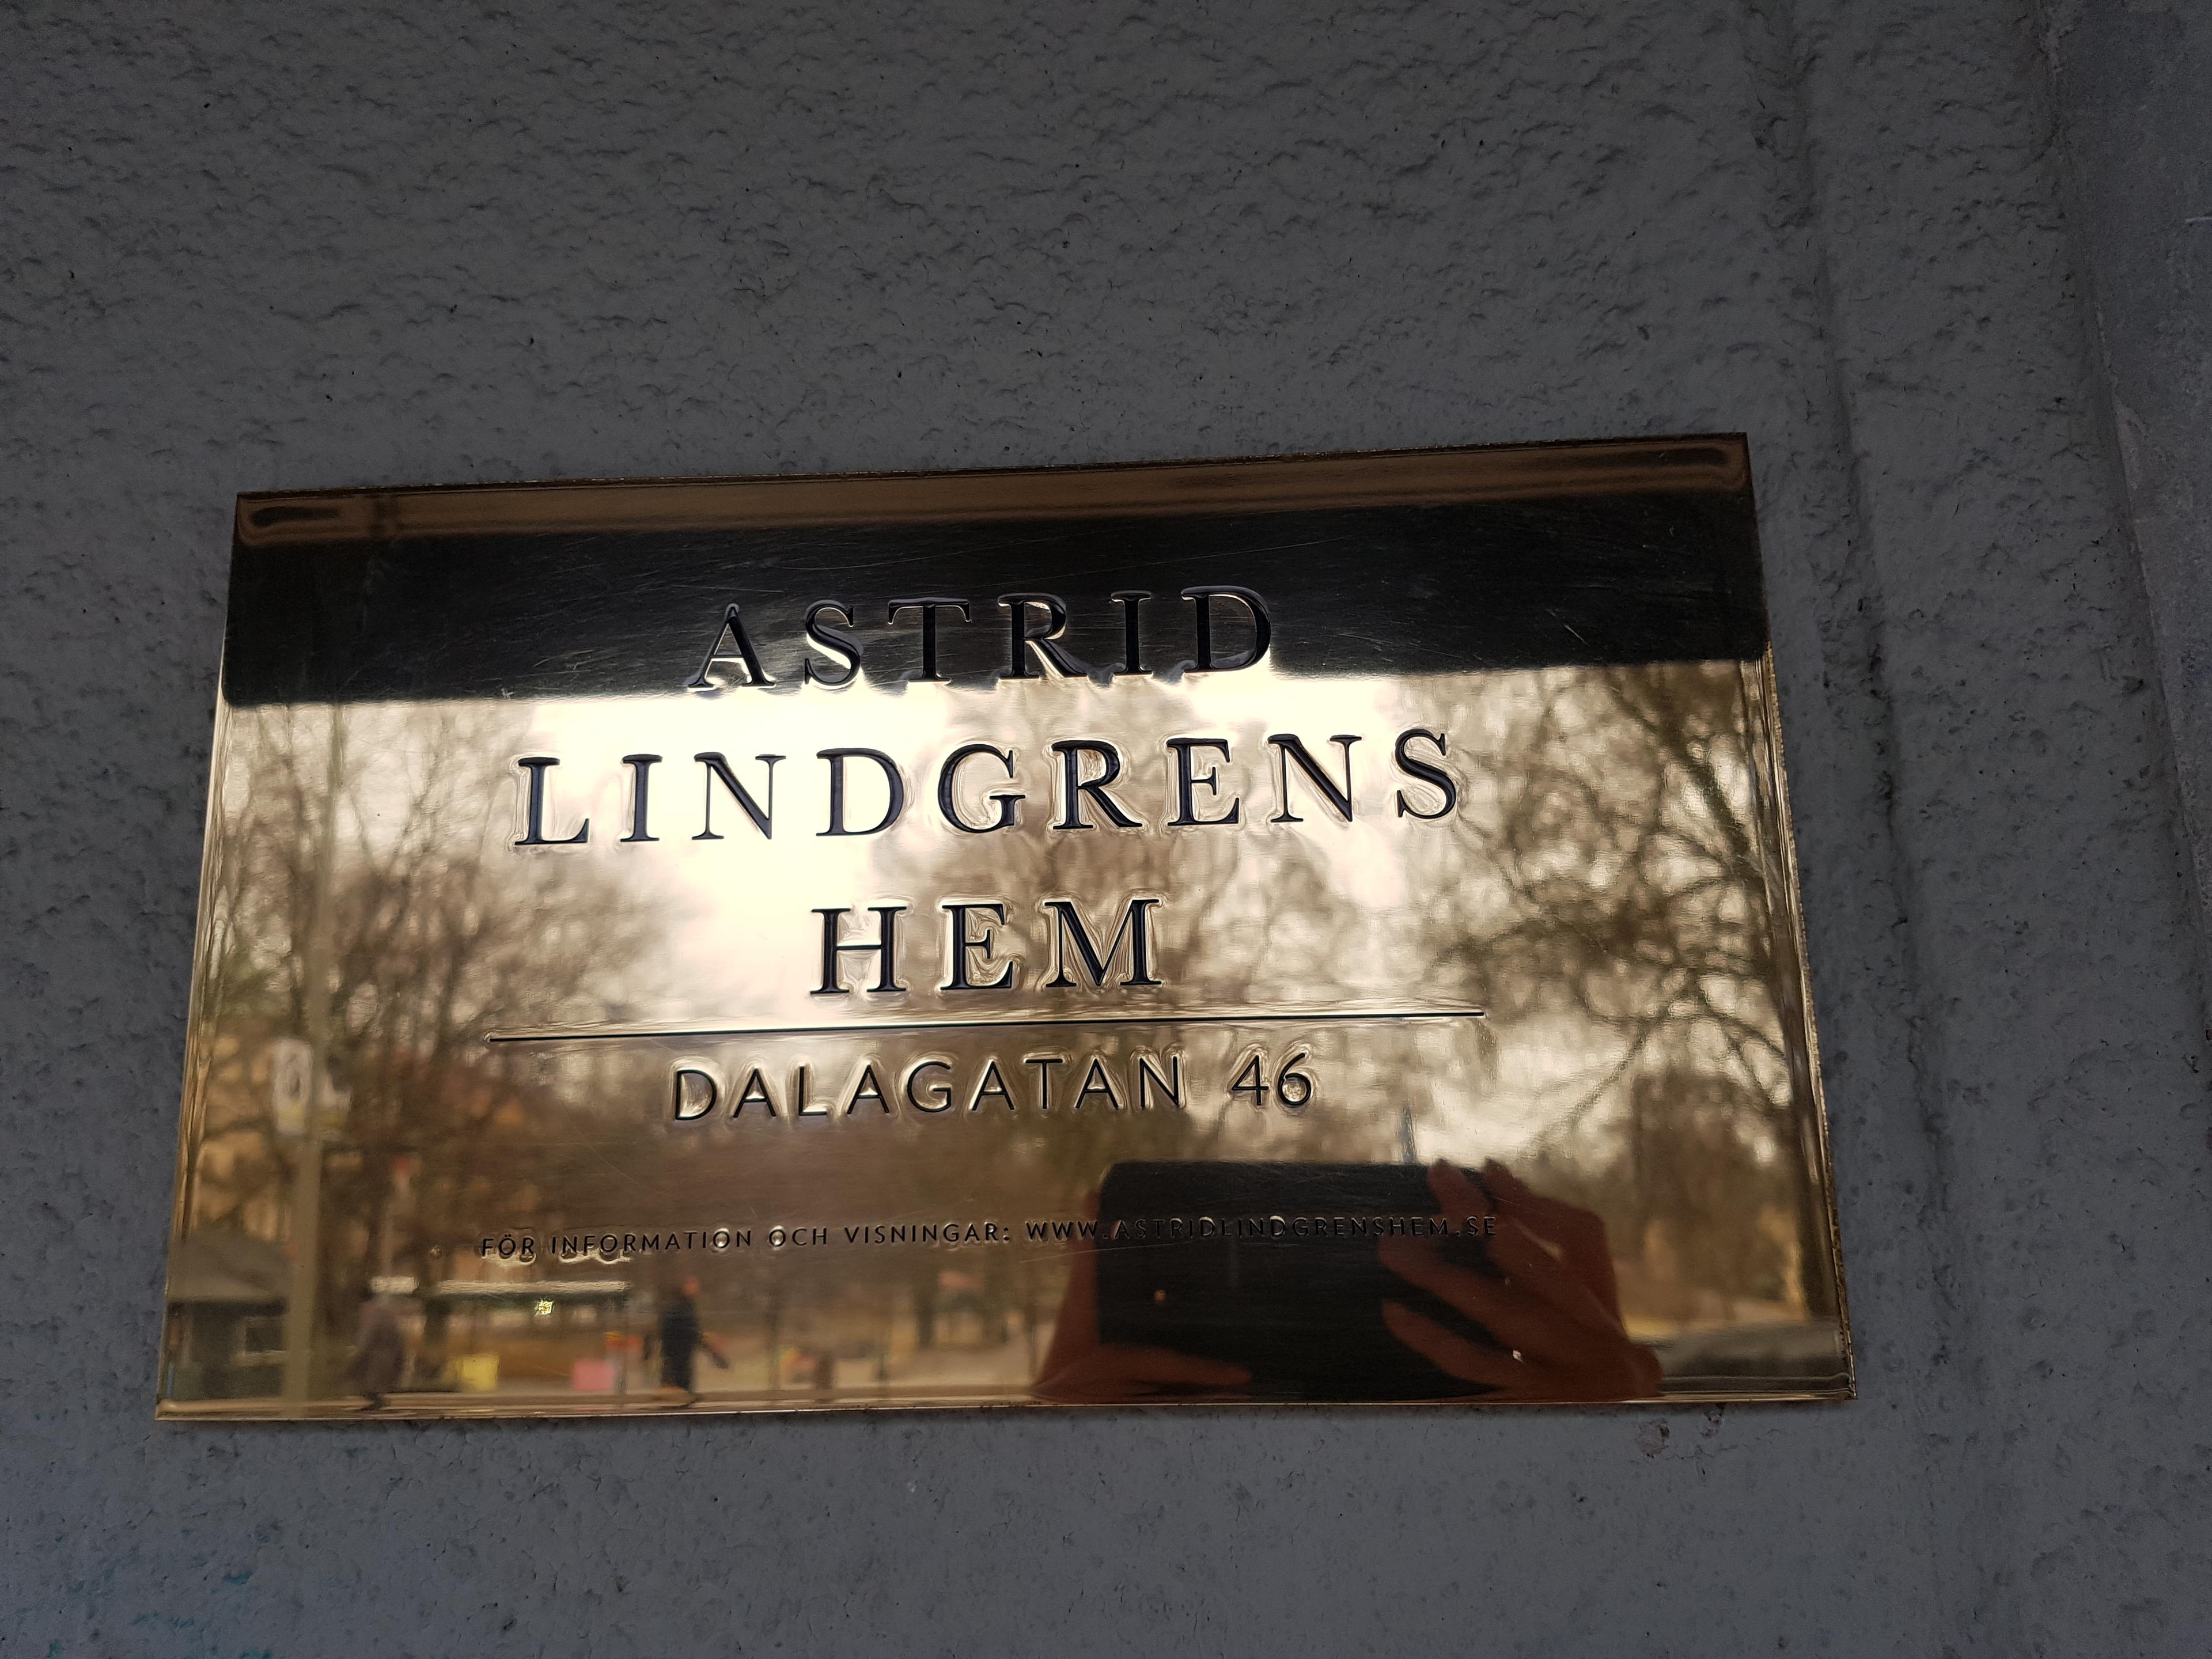 ASTRID
LINDGRENS
HEM
DALAGATAN 46
FÖR INFORMATION OCH VISNINGAR: WWW.ASTRIDLINDGRENSHEM.SE